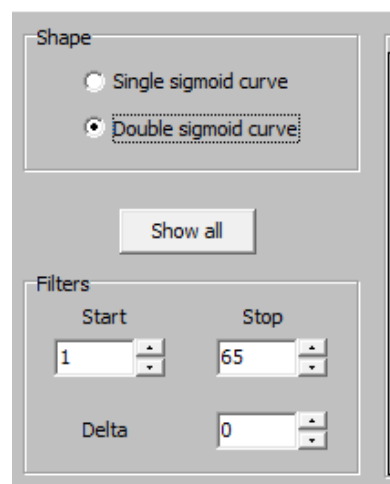 Shape
Single sigmoid curve
Double sigmoid curve
Show all
Filters
Start Stop
1 65
Delta 0